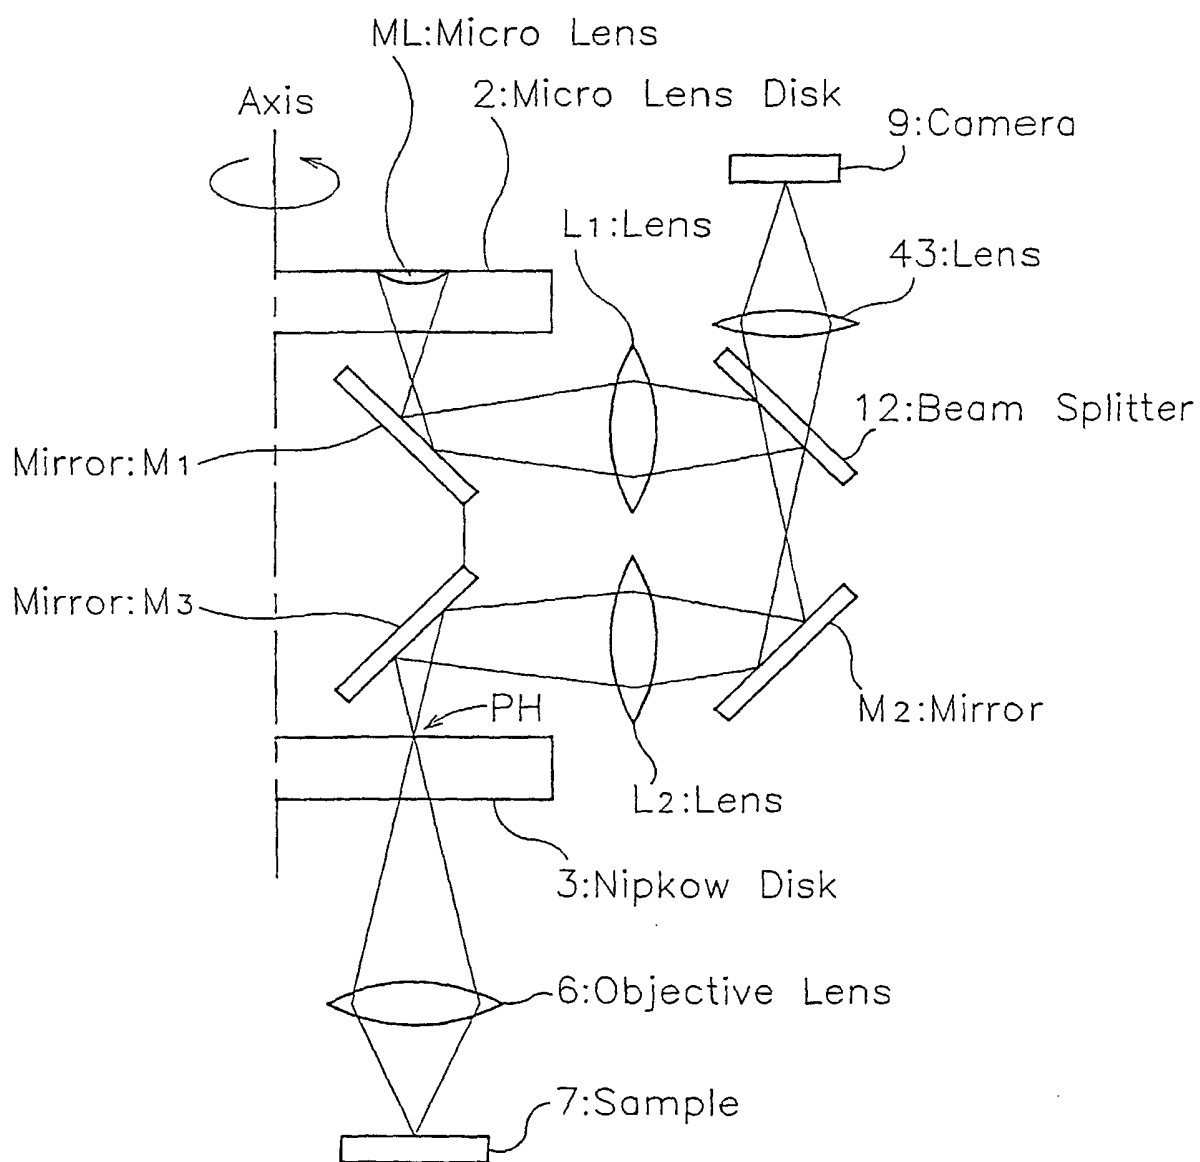 ML:Micro Lens
2:Micro Lens Disk
Axis
9:Camera
L1:Lens
43:Lens
12:Beam Splitter
Mirror:M1
Mirror:M3
PH
M2:Mirror
L2:Lens
3:Nipkow Disk
6:Objective Lens
7:Sample